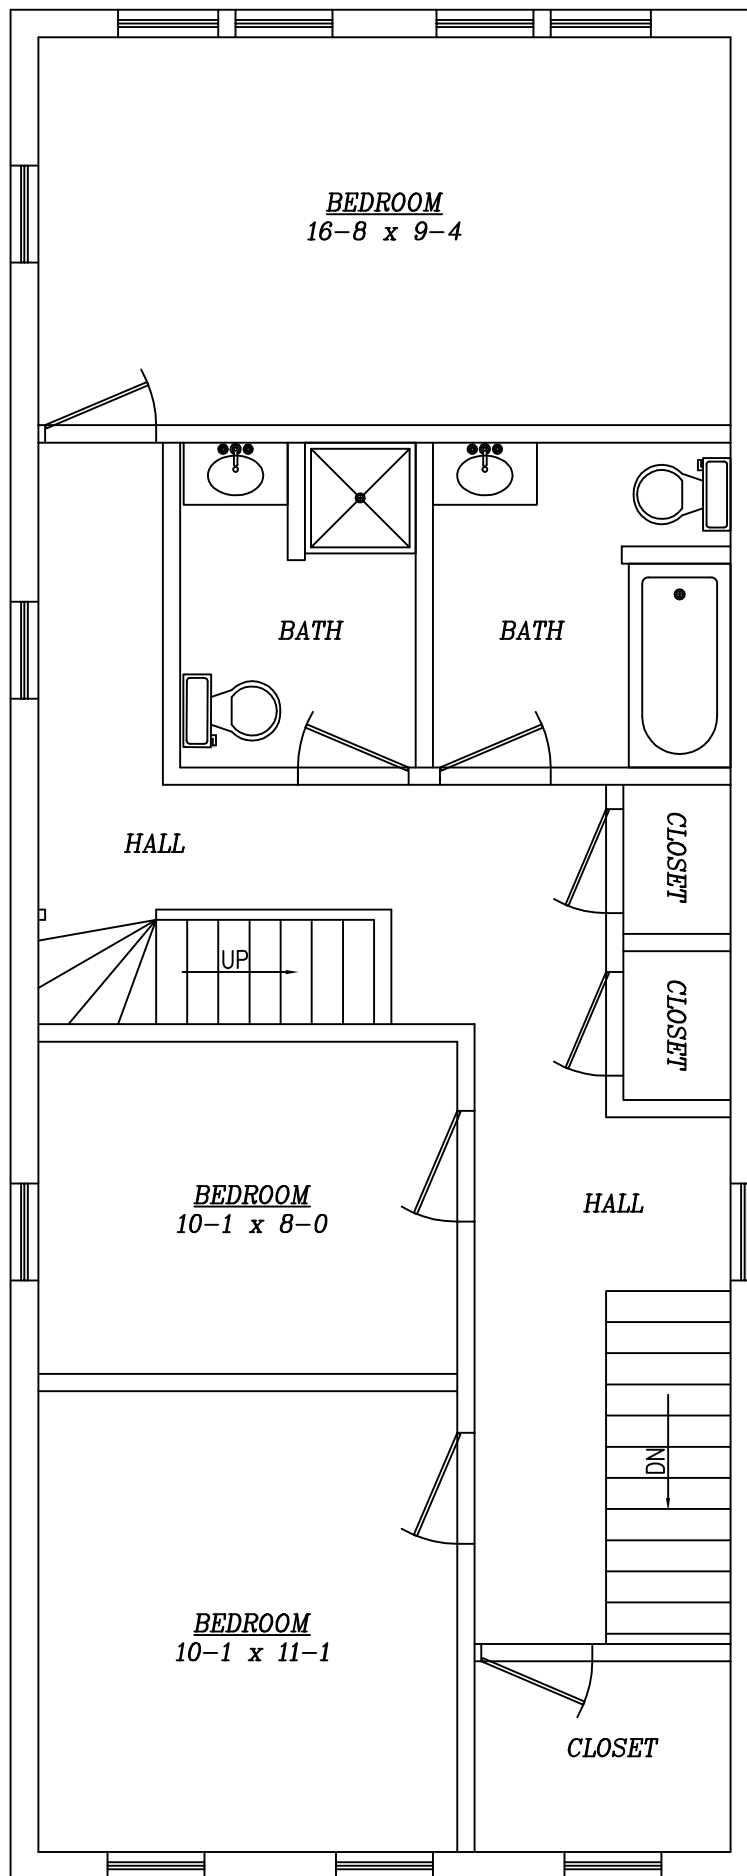 BEDROOM
16-8 x 9-4
BATH
BATH
HALL
CLOSET
UP
CLOSET
BEDROOM
10-1 x 8-0
HALL
DN
BEDROOM
10-1 x 11-1
CLOSET